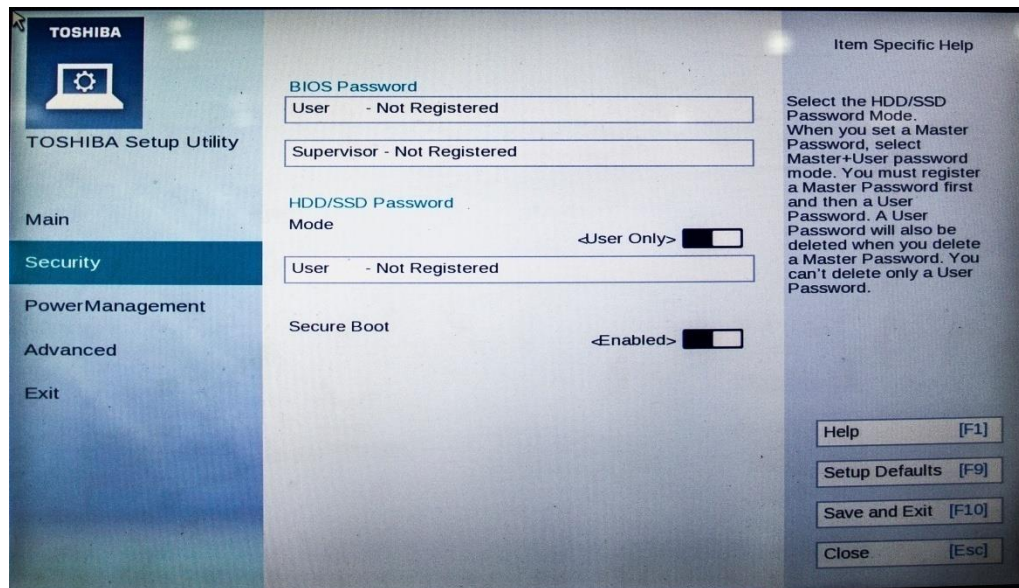 TOSHIBA
TOSHIBA Setup Utility
Main
Security
PowerManagement
Advanced
Exit
BIOS Password
User - Not Registered
Supervisor - Not Registered
HDD/SSD Password
Mode
<User Only>
User - Not Registered
Secure Boot
<Enabled>
Item Specific Help
Select the HDD/SSD
Password Mode.
When you set a Master
Password, select
Master+User password
mode. You must register
a Master Password first
and then a User
Password. A User
Password will also be
deleted when you delete
a Master Password. You
can't delete only a User
Password.
Help [F1]
Setup Defaults [F9]
Save and Exit [F10]
Close [Esc]